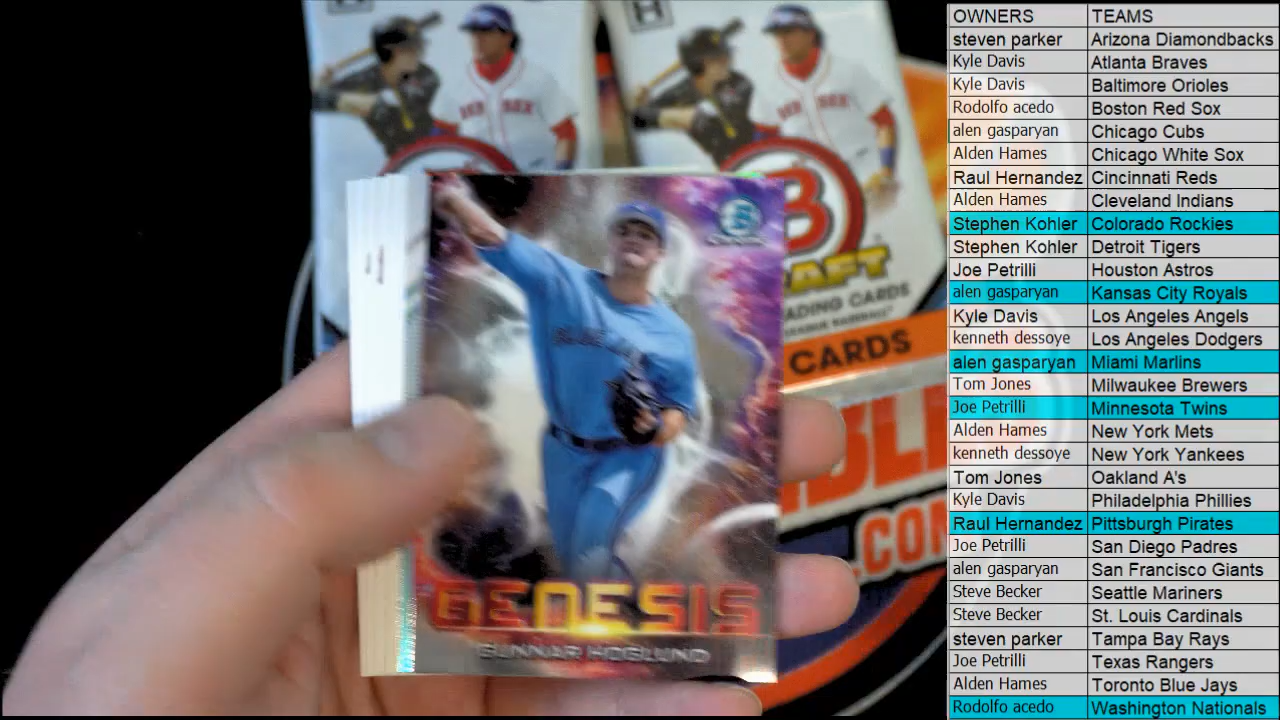 OWNERS TEAMS
steven parker Arizona Diamondbacks
Kyle Davis Atlanta Braves
Kyle Davis Baltimore Orioles
Rodolfo acedo Boston Red Sox
alen gasparyan Chicago Cubs
Alden Hames Chicago White Sox
Raul Hernandez Cincinnati Reds
Alden Hames Cleveland Indians
Stephen Kohler Colorado Rockies
Stephen Kohler Detroit Tigers
Joe Petrilli Houston Astros
alen gasparyan Kansas City Royals
Kyle Davis Los Angeles Angels
kenneth dessoye Los Angeles Dodgers
alen gasparyan Miami Marlins
Tom Jones Milwaukee Brewers
Joe Petrilli Minnesota Twins
Alden Hames New York Mets
kenneth dessoye New York Yankees
Tom Jones Oakland A's
Kyle Davis Philadelphia Phillies
Raul Hernandez Pittsburgh Pirates
Joe Petrilli San Diego Padres
alen gasparyan San Francisco Giants
Steve Becker Seattle Mariners
Steve Becker St. Louis Cardinals
steven parker Tampa Bay Rays
Joe Petrilli Texas Rangers
Alden Hames Toronto Blue Jays
Rodolfo acedo Washington Nationals
H
H
RED SOX
B
RAFT
ADING CARDS
CARDS
BL
.COM
GENESIS
GUNNAR HOGLUND